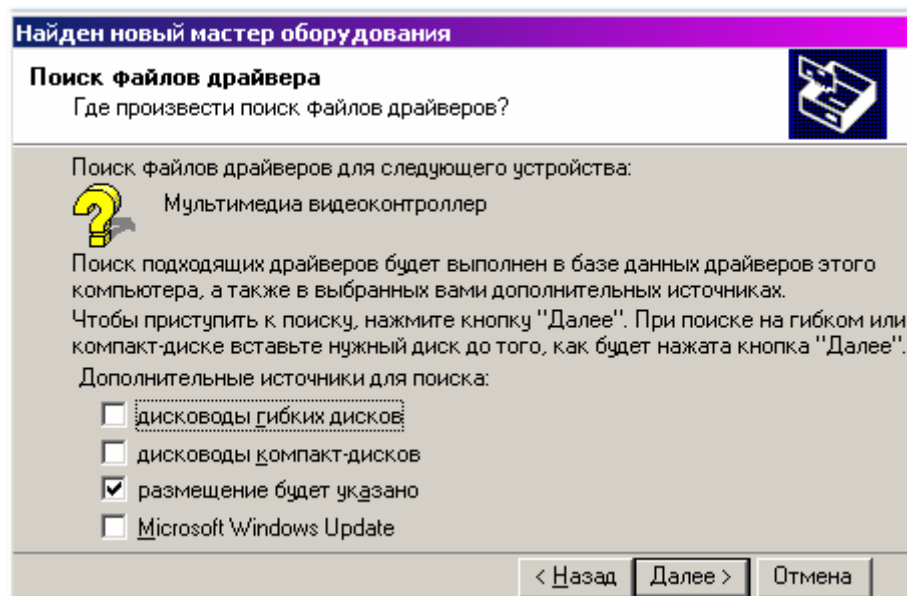 Найден новый мастер оборудования
Поиск файлов драйвера
Где произвести поиск файлов драйверов?
Поиск файлов драйверов для следующего устройства:
Мультимедиа видеоконтроллер
Поиск подходящих драйверов будет выполнен в базе данных драйверов этого
компьютера, а также в выбранных вами дополнительных источниках.
Чтобы приступить к поиску, нажмите кнопку "Далее". При поиске на гибком или
компакт-диске вставьте нужный диск до того, как будет нажата кнопка "Далее".
Дополнительные источники для поиска:
дисководы гибких дисков
дисководы компакт-дисков
размещение будет указано
Microsoft Windows Update
< Назад Далее > Отмена